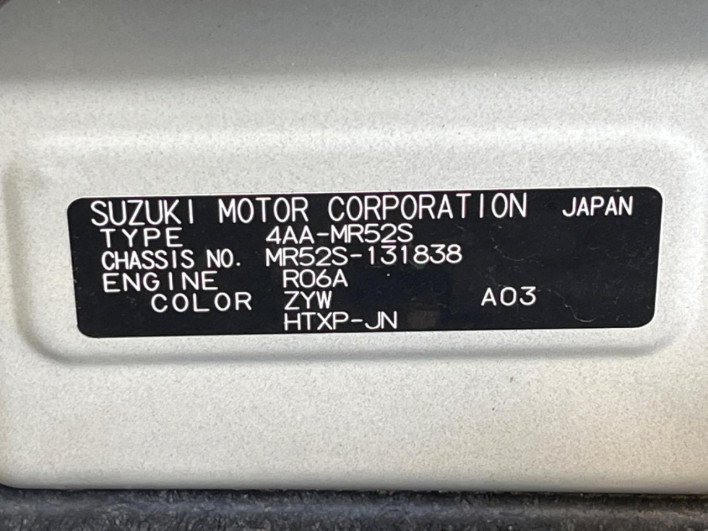 SUZUKI MOTOR CORPORATION JAPAN
TYPE 4AA-MR52S
CHASSIS NO. MR52S-131838
ENGINE R06A
COLOR ZYW A03
HTXP-JN